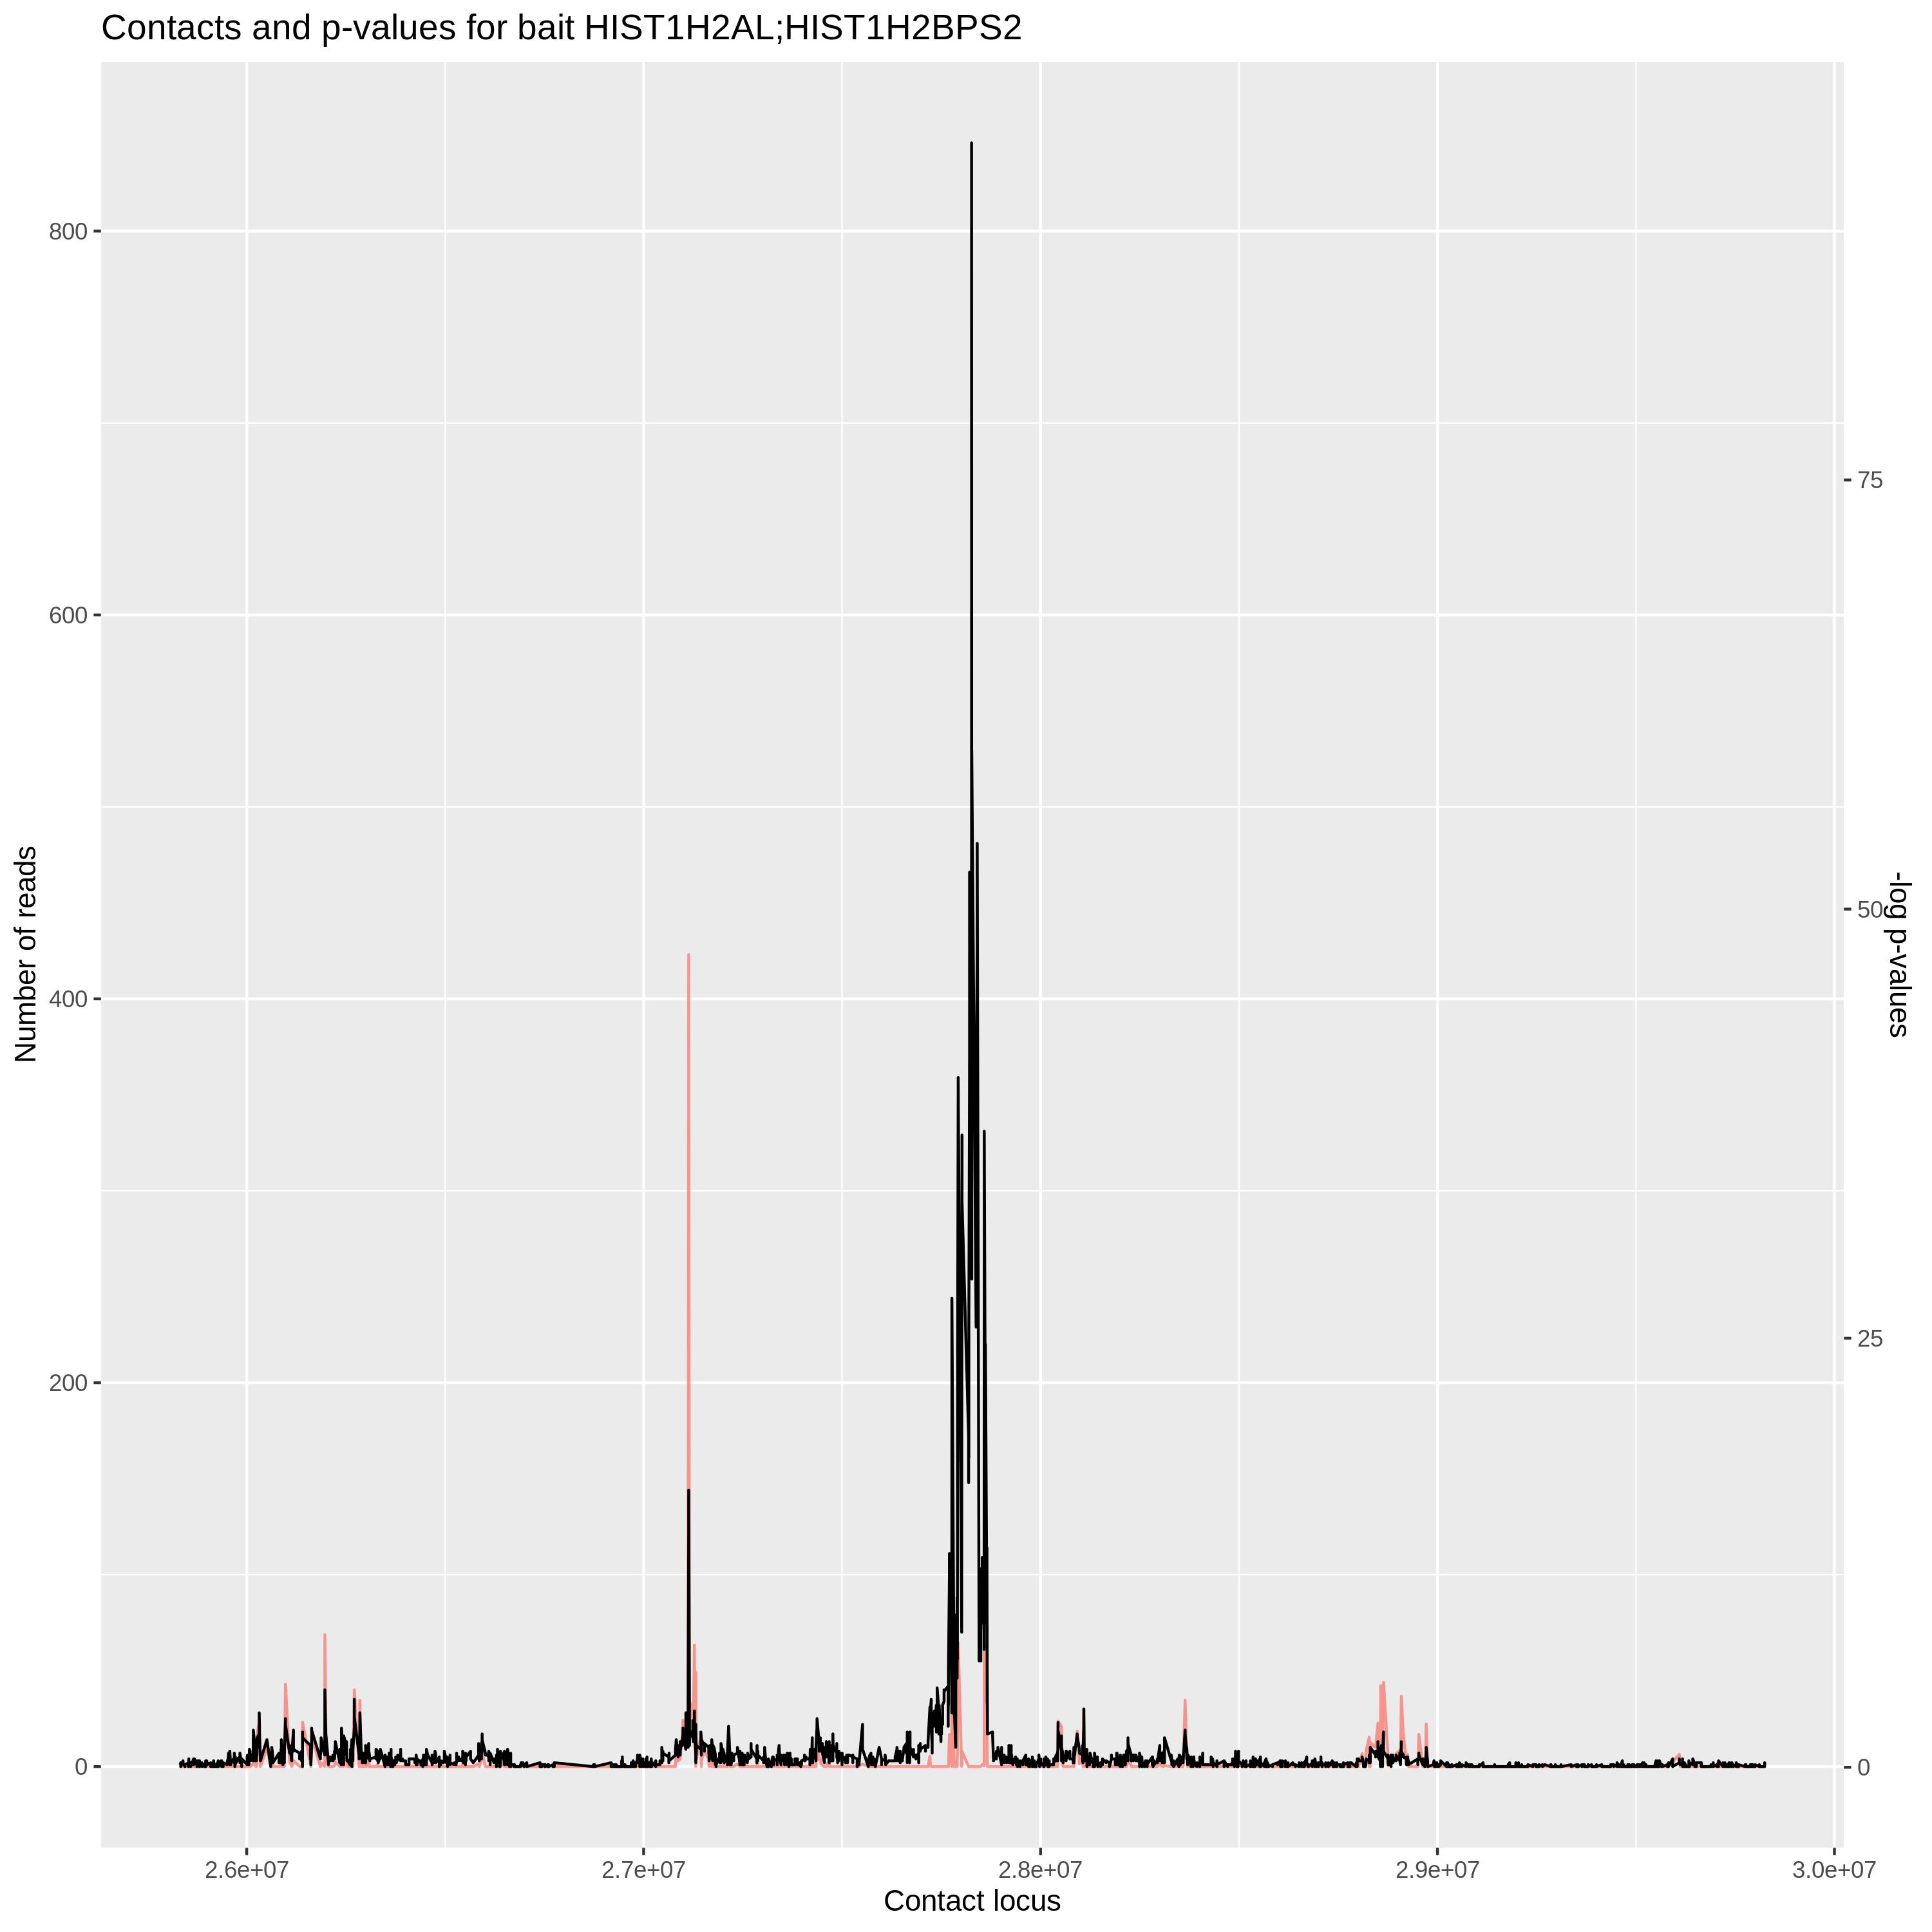 Contacts and p-values for bait HIST1H2AL;HIST1H2BPS2
800
600
400
200
0
Number of reads
75
50
25
0
-log p-values
2.6e+07 2.7e+07 2.8e+07 2.9e+07 3.0e+07
Contact locus